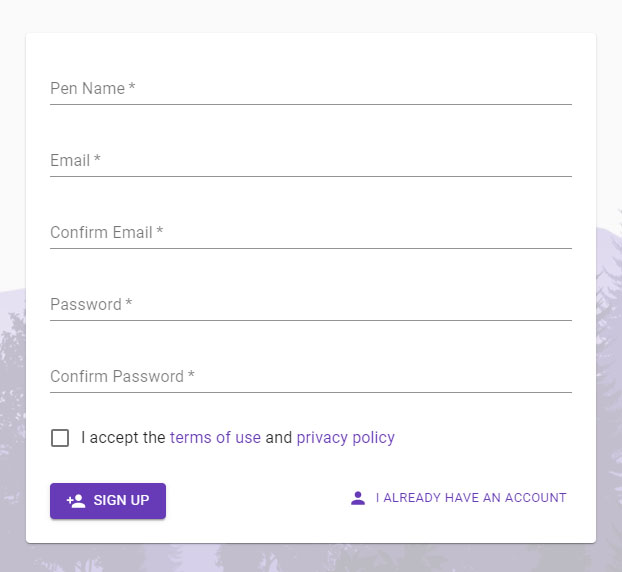 Pen Name *
Email *
Confirm Email *
Password *
Confirm Password *
I accept the terms of use and privacy policy
SIGN UP
I ALREADY HAVE AN ACCOUNT